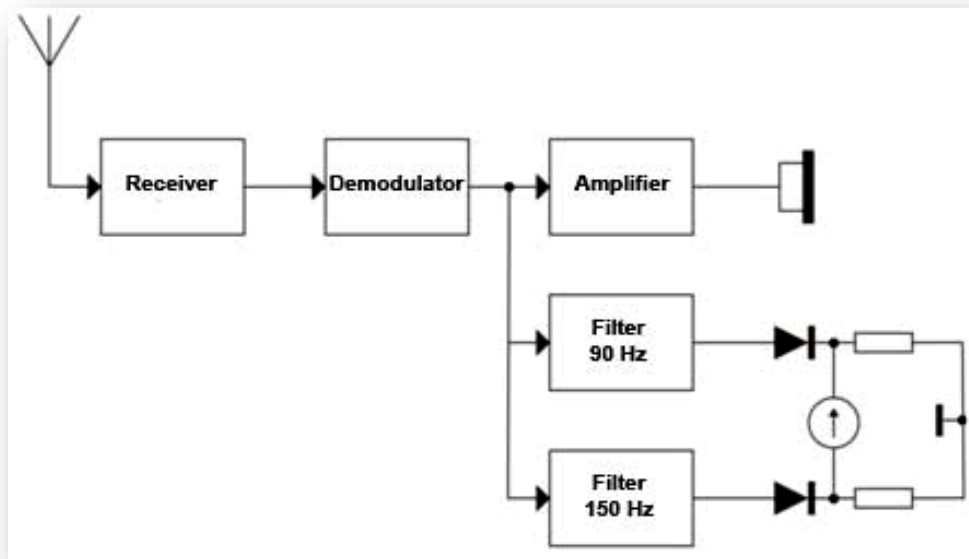 Receiver
Demodulator
Amplifier
Filter
90 Hz
Filter
150 Hz